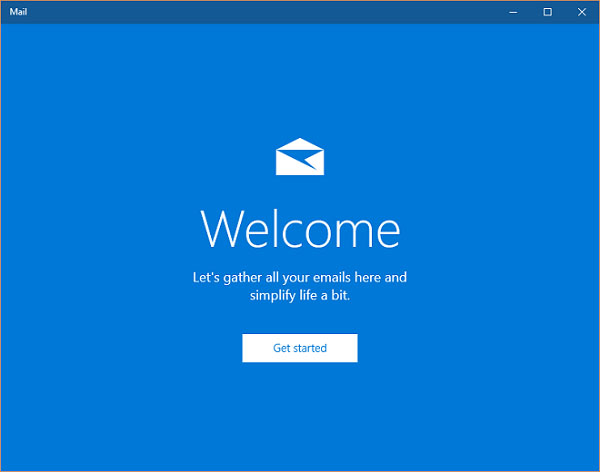 Mail
Welcome
Let's gather all your emails here and
simplify life a bit.
Get started